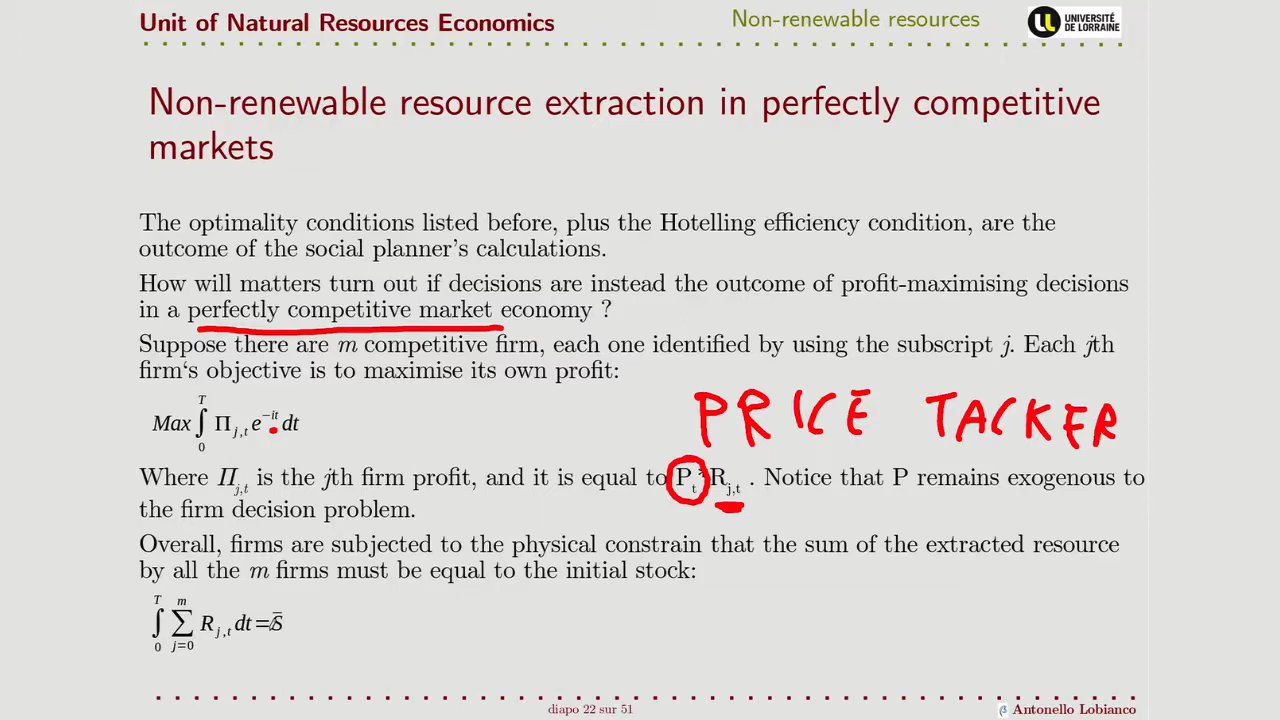 Unit of Natural Resources Economics
Non-renewable resources
UNIVERSITÉ
DE LORRAINE
Non-renewable resource extraction in perfectly competitive
markets
The optimality conditions listed before, plus the Hotelling efficiency condition, are the
outcome of the social planner's calculations.
How will matters turn out if decisions are instead the outcome of profit-maximising decisions
in a perfectly competitive market economy ?
Suppose there are m competitive firm, each one identified by using the subscript j. Each jth
firm‘s objective is to maximise its own profit:
PRICE TACKER
Max ∫₀ᵀ Π_{j,t} e^{−it} dt
Where Π_{j,t} is the jth firm profit, and it is equal to P_t*R_{j,t} . Notice that P remains exogenous to
the firm decision problem.
Overall, firms are subjected to the physical constrain that the sum of the extracted resource
by all the m firms must be equal to the initial stock:
∫₀ᵀ ∑_{j=0}^{m} R_{j,t} dt = S̄
diapo 22 sur 51
Antonello Lobianco